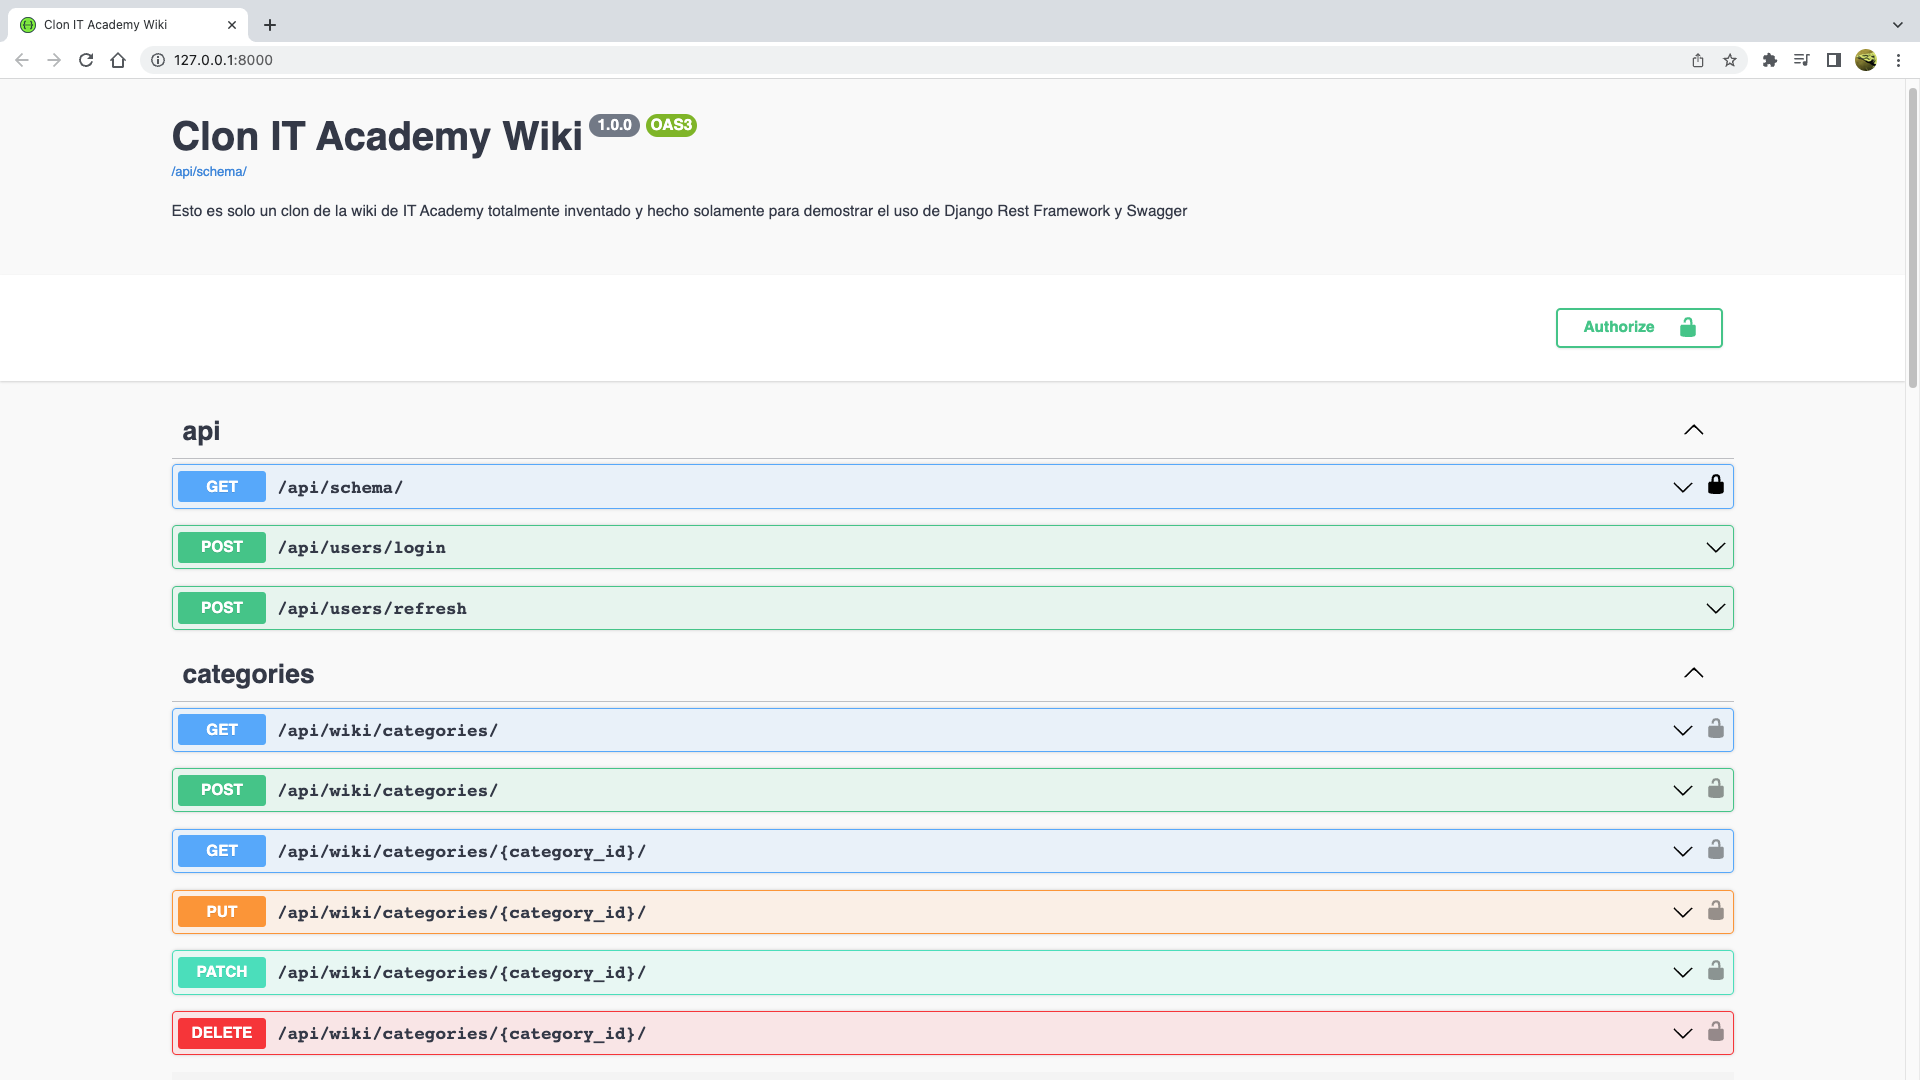 Clon IT Academy Wiki
127.0.0.1:8000
Clon IT Academy Wiki 1.0.0 OAS3
/api/schema/
Esto es solo un clon de la wiki de IT Academy totalmente inventado y hecho solamente para demostrar el uso de Django Rest Framework y Swagger
Authorize
api
GET /api/schema/
POST /api/users/login
POST /api/users/refresh
categories
GET /api/wiki/categories/
POST /api/wiki/categories/
GET /api/wiki/categories/{category_id}/
PUT /api/wiki/categories/{category_id}/
PATCH /api/wiki/categories/{category_id}/
DELETE /api/wiki/categories/{category_id}/